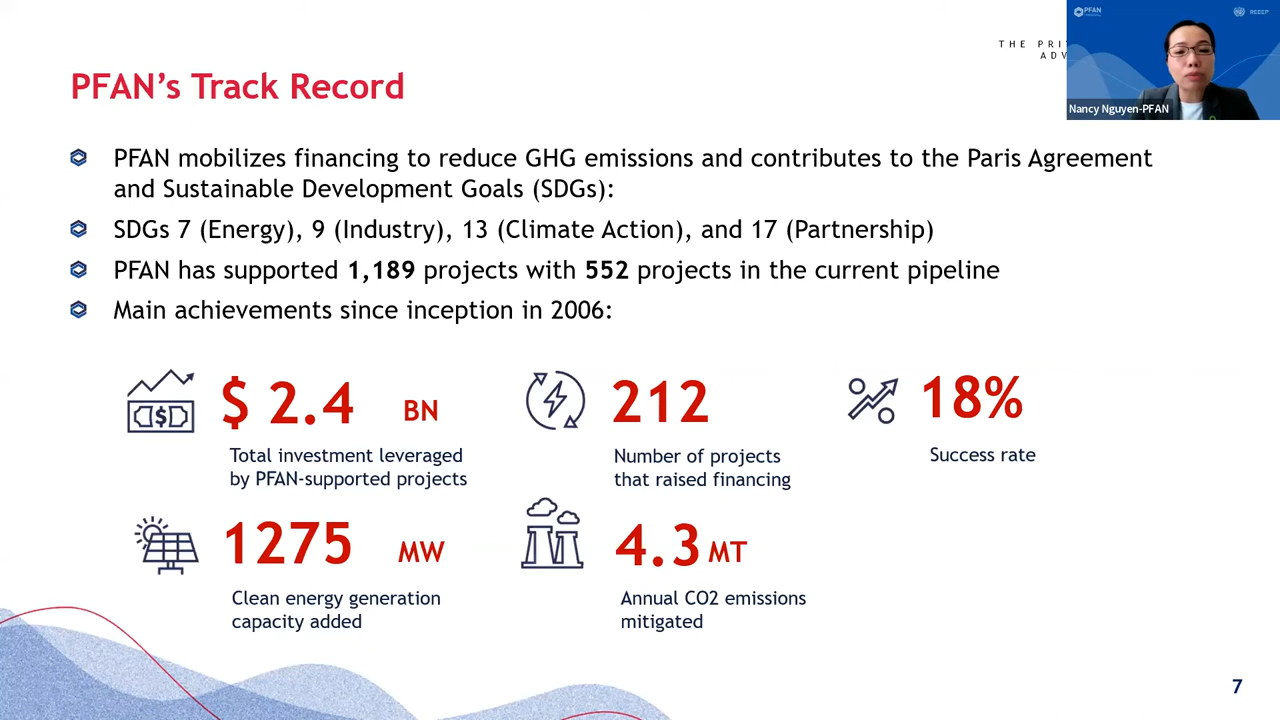 PFAN
REEEP
THE PRI
ADV
Nancy Nguyen-PFAN
PFAN's Track Record
PFAN mobilizes financing to reduce GHG emissions and contributes to the Paris Agreement
and Sustainable Development Goals (SDGs):
SDGs 7 (Energy), 9 (Industry), 13 (Climate Action), and 17 (Partnership)
PFAN has supported 1,189 projects with 552 projects in the current pipeline
Main achievements since inception in 2006:
$ 2.4 BN
Total investment leveraged
by PFAN-supported projects
212
Number of projects
that raised financing
18%
Success rate
1275 MW
Clean energy generation
capacity added
4.3 MT
Annual CO2 emissions
mitigated
7